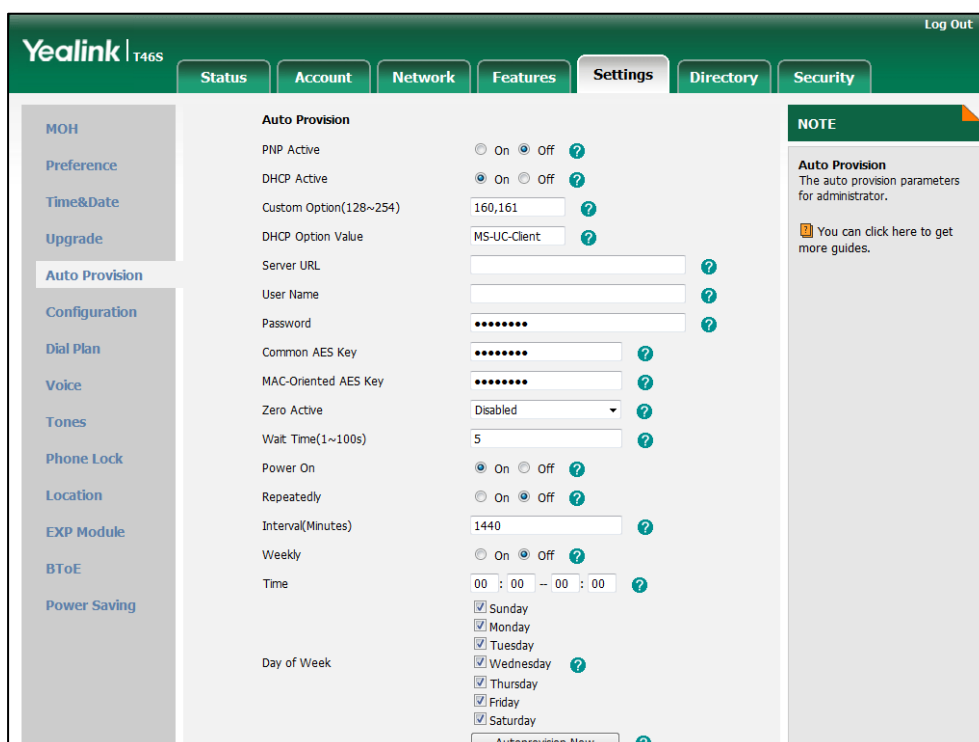 Log Out
Yealink T46S
Status Account Network Features Settings Directory Security
MOH
Preference
Time&Date
Upgrade
Auto Provision
Configuration
Dial Plan
Voice
Tones
Phone Lock
Location
EXP Module
BToE
Power Saving
Auto Provision
PNP Active On Off ?
DHCP Active On Off ?
Custom Option(128~254) 160,161 ?
DHCP Option Value MS-UC-Client ?
Server URL ?
User Name ?
Password •••••••• ?
Common AES Key •••••••• ?
MAC-Oriented AES Key •••••••• ?
Zero Active Disabled ?
Wait Time(1~100s) 5 ?
Power On On Off ?
Repeatedly On Off ?
Interval(Minutes) 1440 ?
Weekly On Off ?
Time 00 : 00 -- 00 : 00 ?
Sunday
Monday
Tuesday
Day of Week Wednesday ?
Thursday
Friday
Saturday
Autoprovision Now ?
NOTE
Auto Provision
The auto provision parameters
for administrator.
? You can click here to get
more guides.